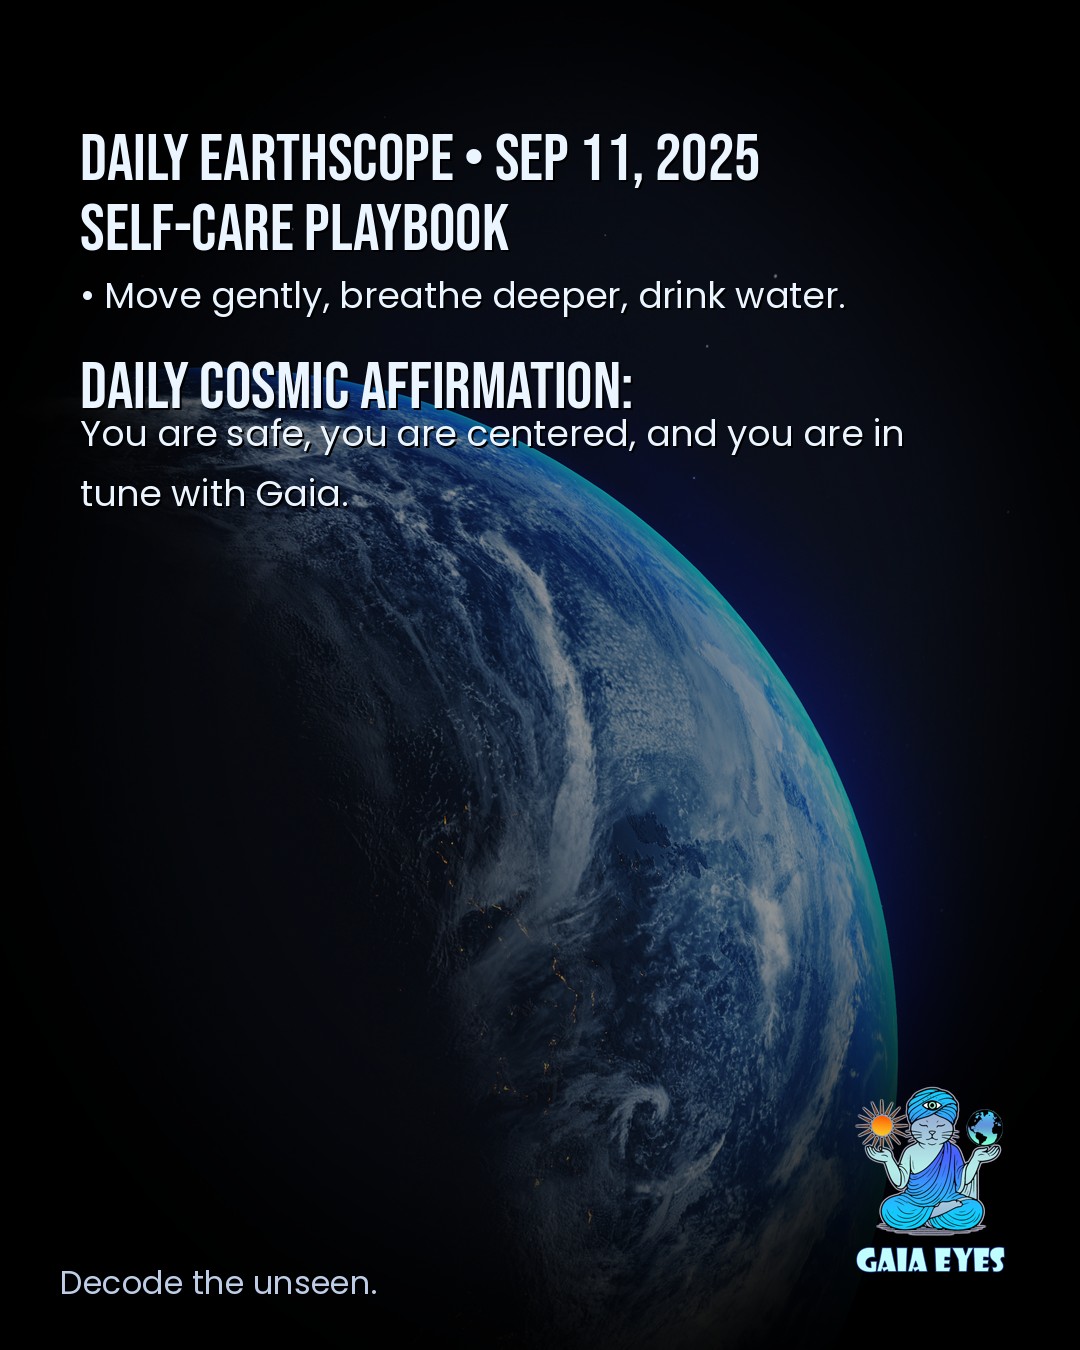 DAILY EARTHSCOPE • SEP 11, 2025
SELF-CARE PLAYBOOK
• Move gently, breathe deeper, drink water.
DAILY COSMIC AFFIRMATION:
You are safe, you are centered, and you are in
tune with Gaia.
GAIA EYES
Decode the unseen.